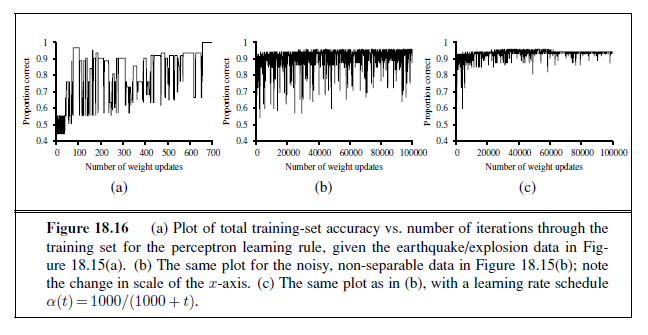 1
0.9
0.8
0.7
0.6
0.5
0.4
Proportion correct
0 100 200 300 400 500 600 700
Number of weight updates
(a)
1
0.9
0.8
0.7
0.6
0.5
0.4
Proportion correct
0 20000 40000 60000 80000 100000
Number of weight updates
(b)
1
0.9
0.8
0.7
0.6
0.5
0.4
Proportion correct
0 20000 40000 60000 80000 100000
Number of weight updates
(c)
Figure 18.16 (a) Plot of total training-set accuracy vs. number of iterations through the
training set for the perceptron learning rule, given the earthquake/explosion data in Fig-
ure 18.15(a). (b) The same plot for the noisy, non-separable data in Figure 18.15(b); note
the change in scale of the x-axis. (c) The same plot as in (b), with a learning rate schedule
α(t) = 1000/(1000 + t).